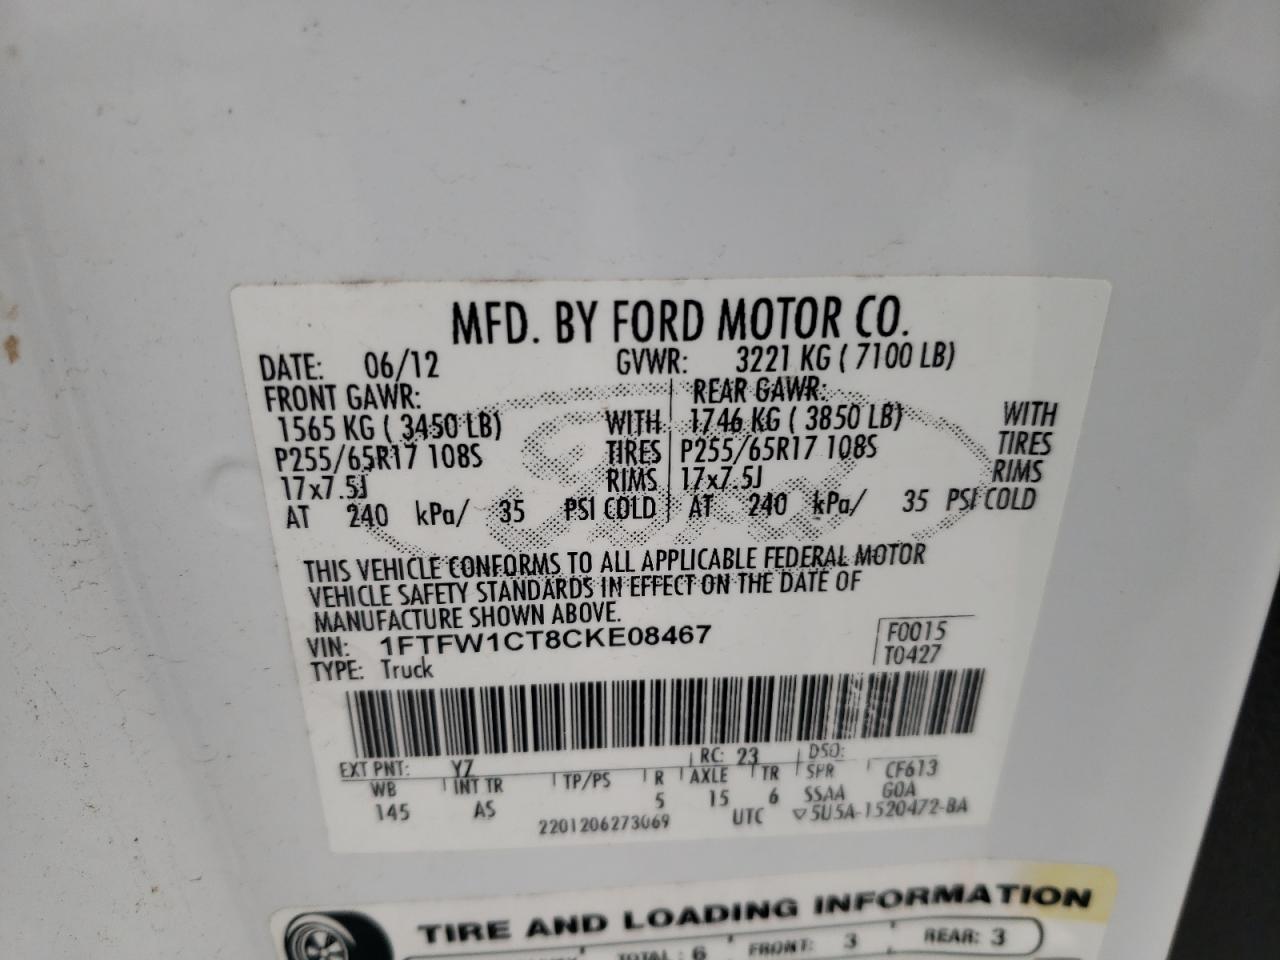 MFD. BY FORD MOTOR CO.
DATE: 06/12 GVWR: 3221 KG ( 7100 LB)
FRONT GAWR: REAR GAWR:
1565 KG ( 3450 LB) WITH 1746 KG ( 3850 LB) WITH
P255/65R17 108S TIRES P255/65R17 108S TIRES
17x7.5J RIMS 17x7.5J RIMS
AT 240 kPa/ 35 PSI COLD AT 240 kPa/ 35 PSI COLD
THIS VEHICLE CONFORMS TO ALL APPLICABLE FEDERAL MOTOR
VEHICLE SAFETY STANDARDS IN EFFECT ON THE DATE OF
MANUFACTURE SHOWN ABOVE.
VIN: 1FTFW1CT8CKE08467 F0015
TYPE: Truck T0427
EXT PNT: YZ RC: 23 DSO:
WB INT TR TP/PS R AXLE TR SPR CF613
145 AS 5 15 6 SSAA G0A
2201206273069 UTC ▽5U5A-1520472-BA
TIRE AND LOADING INFORMATION
TOTAL: 6 FRONT: 3 REAR: 3